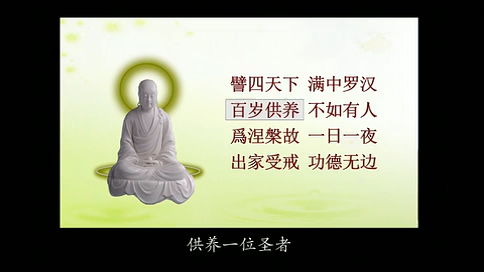 譬四天下 满中罗汉
百岁供养 不如有人
爲涅槃故 一日一夜
出家受戒 功德无边
供养一位圣者